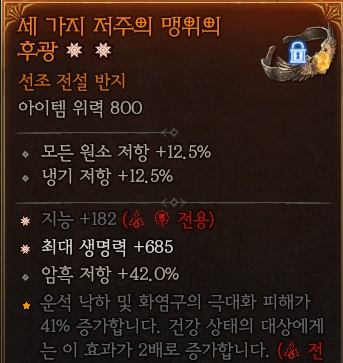 세 가지 저주의 맹위의
후광
선조 전설 반지
아이템 위력 800
모든 원소 저항 +12.5%
냉기 저항 +12.5%
지능 +182 ( 전용)
최대 생명력 +685
암흑 저항 +42.0%
운석 낙하 및 화염구의 극대화 피해가
41% 증가합니다. 건강 상태의 대상에게
는 이 효과가 2배로 증가합니다. ( 전